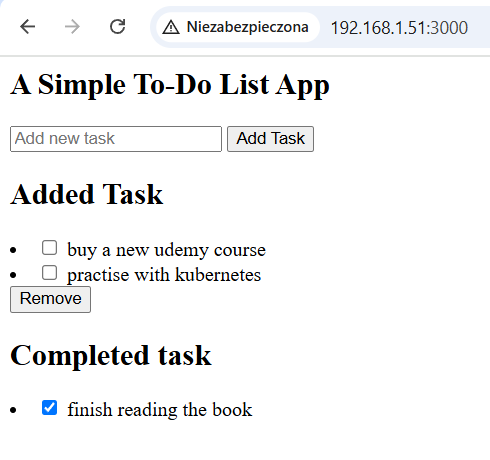 Niezabezpieczona 192.168.1.51:3000
A Simple To-Do List App
Add new task Add Task
Added Task
buy a new udemy course
practise with kubernetes
Remove
Completed task
finish reading the book